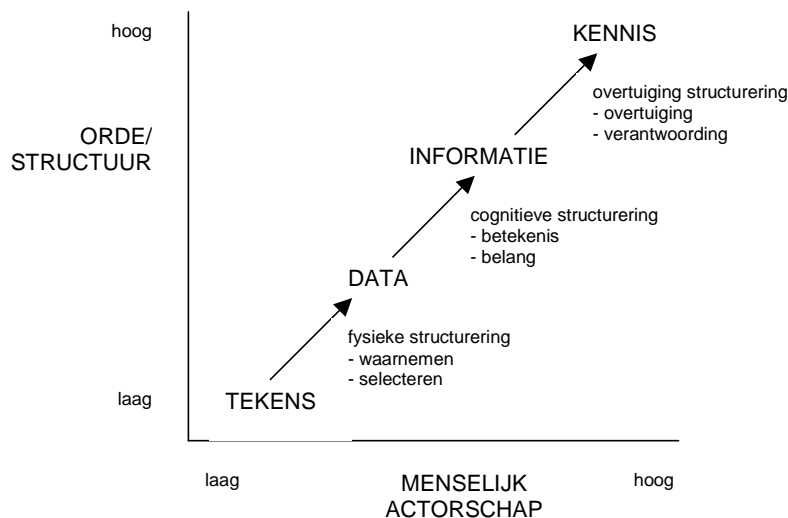 hoog
KENNIS
overtuiging structurering
- overtuiging
- verantwoording
ORDE/
STRUCTUUR
INFORMATIE
cognitieve structurering
- betekenis
- belang
DATA
fysieke structurering
- waarnemen
- selecteren
laag
TEKENS
laag
MENSELIJK
ACTORSCHAP
hoog